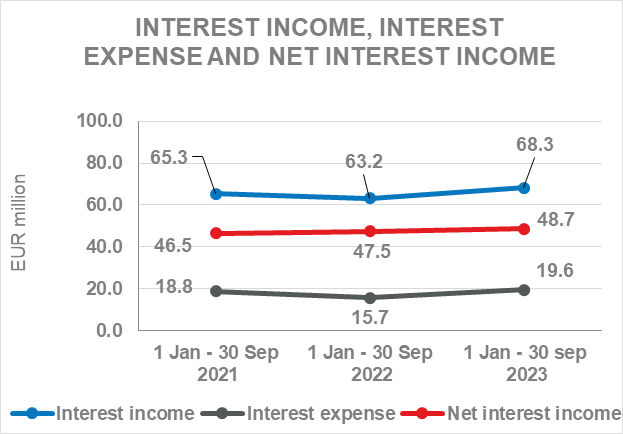 INTEREST INCOME, INTEREST
EXPENSE AND NET INTEREST INCOME
EUR million
100.0
80.0
60.0
40.0
20.0
0.0
65.3
63.2
68.3
46.5
47.5
48.7
18.8
15.7
19.6
1 Jan - 30 Sep
2021
1 Jan - 30 Sep
2022
1 Jan - 30 sep
2023
Interest income
Interest expense
Net interest income